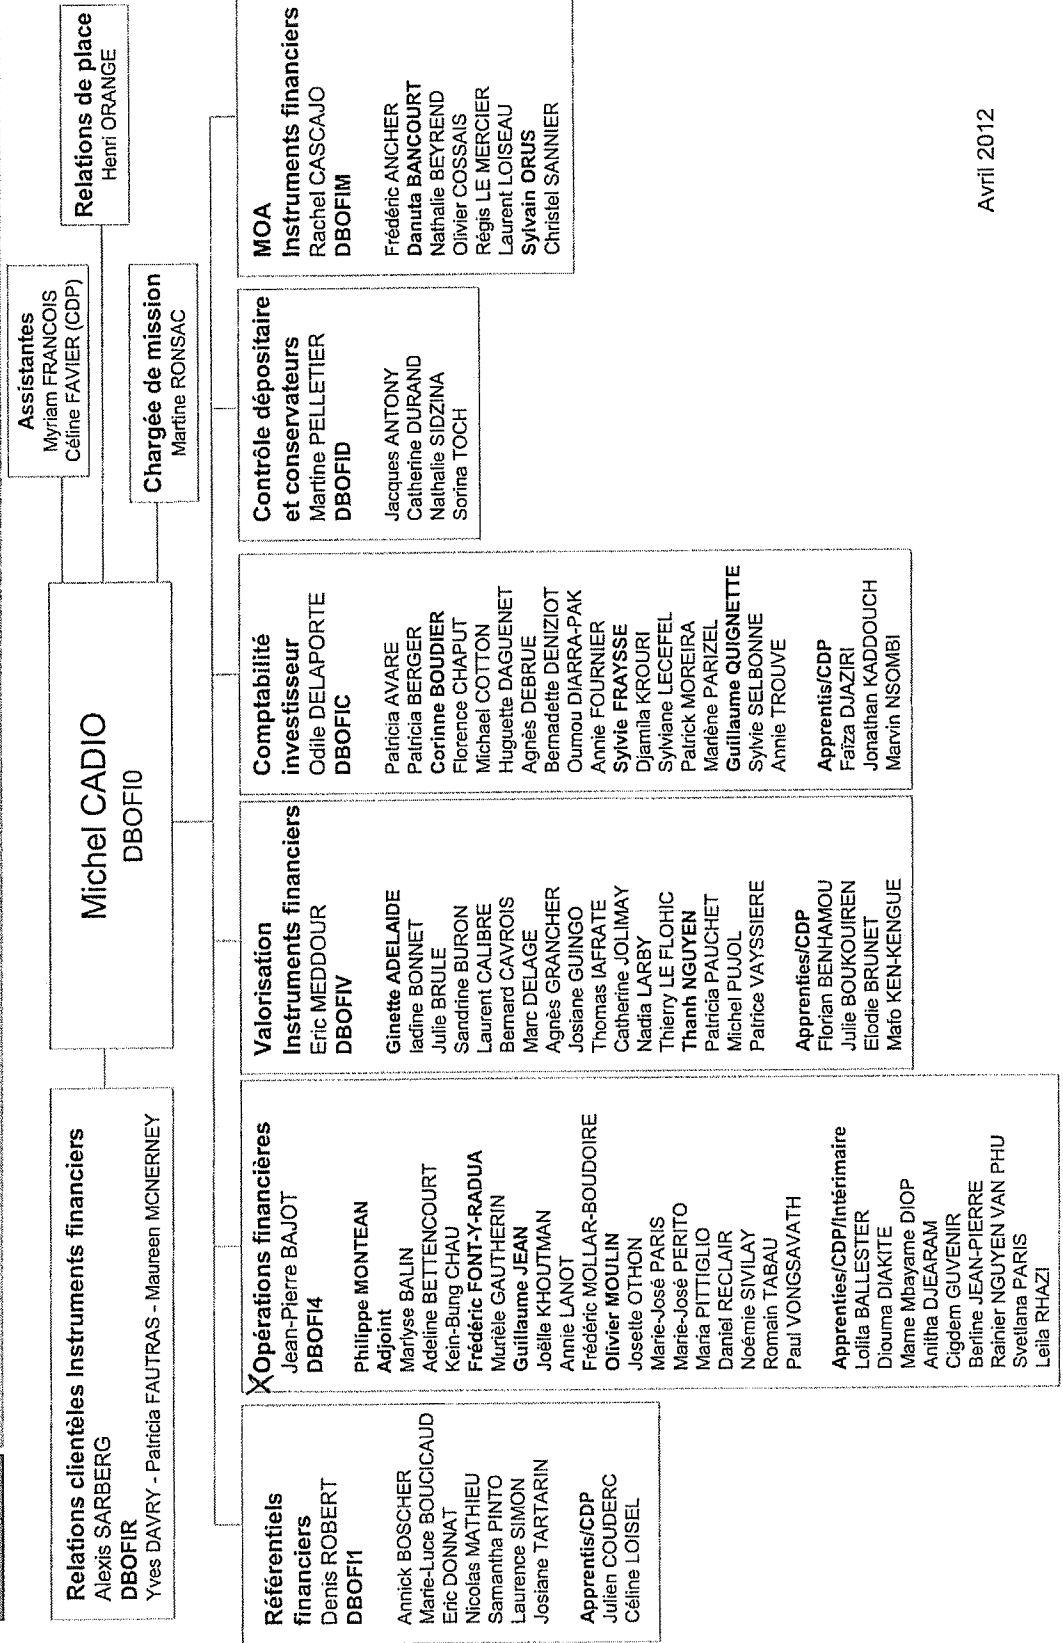 Assistantes
Myriam FRANCOIS
Céline FAVIER (CDP)
Relations de place
Henri ORANGE
Michel CADIO
DBOFI0
Chargée de mission
Martine RONSAC
Relations clientèles Instruments financiers
Alexis SARBERG
DBOFIR
Yves DAVRY - Patricia FAUTRAS - Maureen MCNERNEY
Référentiels
financiers
Denis ROBERT
DBOFI1
Annick BOSCHER
Marie-Luce BOUCICAUD
Eric DONNAT
Nicolas MATHIEU
Samantha PINTO
Laurence SIMON
Josiane TARTARIN
Apprentis/CDP
Julien COUDERC
Céline LOISEL
X Opérations financières
Jean-Pierre BAJOT
DBOFI4
Philippe MONTEAN
Adjoint
Marlyse BALIN
Adeline BETTENCOURT
Kein-Bung CHAU
Frédéric FONT-Y-RADUA
Murièle GAUTHERIN
Guillaume JEAN
Joëlle KHOUTMAN
Annie LANOT
Frédéric MOLLAR-BOUDOIRE
Olivier MOULIN
Josette OTHON
Marie-José PARIS
Marie-José PERITO
Maria PITTIGLIO
Daniel RECLAIR
Noémie SIVILAY
Romain TABAU
Paul VONGSAVATH
Apprenties/CDP/Intérimaire
Lolita BALLESTER
Diouma DIAKITE
Mame Mbayame DIOP
Anitha DJEARAM
Cigdem GUVENIR
Berline JEAN-PIERRE
Rainier NGUYEN VAN PHU
Svetlana PARIS
Leila RHAZI
Valorisation
Instruments financiers
Eric MEDDOUR
DBOFIV
Ginette ADELAIDE
Iadine BONNET
Julie BRULE
Sandrine BURON
Laurent CALIBRE
Bernard CAVROIS
Marc DELAGE
Agnès GRANCHER
Josiane GUINGO
Thomas IAFRATE
Catherine JOLIMAY
Nadia LARBY
Thierry LE FLOHIC
Thanh NGUYEN
Patricia PAUCHET
Michel PUJOL
Patrice VAYSSIERE
Apprenties/CDP
Florian BENHAMOU
Julie BOUKOUIREN
Elodie BRUNET
Mafo KEN-KENGUE
Comptabilité
investisseur
Odile DELAPORTE
DBOFIC
Patricia AVARE
Patricia BERGER
Corinne BOUDIER
Florence CHAPUT
Michael COTTON
Huguette DAGUENET
Agnès DEBRUE
Bernadette DENIZIOT
Oumou DIARRA-PAK
Annie FOURNIER
Sylvie FRAYSSE
Djamila KROURI
Sylviane LECEFEL
Patrick MOREIRA
Marlène PARIZEL
Guillaume QUIGNETTE
Sylvie SELBONNE
Annie TROUVE
Apprentis/CDP
Faïza DJAZIRI
Jonathan KADDOUCH
Marvin NSOMBI
Contrôle dépositaire
et conservateurs
Martine PELLETIER
DBOFID
Jacques ANTONY
Catherine DURAND
Nathalie SIDZINA
Sorina TOCH
MOA
Instruments financiers
Rachel CASCAJO
DBOFIM
Frédéric ANCHER
Danuta BANCOURT
Nathalie BEYREND
Olivier COSSAIS
Régis LE MERCIER
Laurent LOISEAU
Sylvain ORUS
Christel SANNIER
Avril 2012